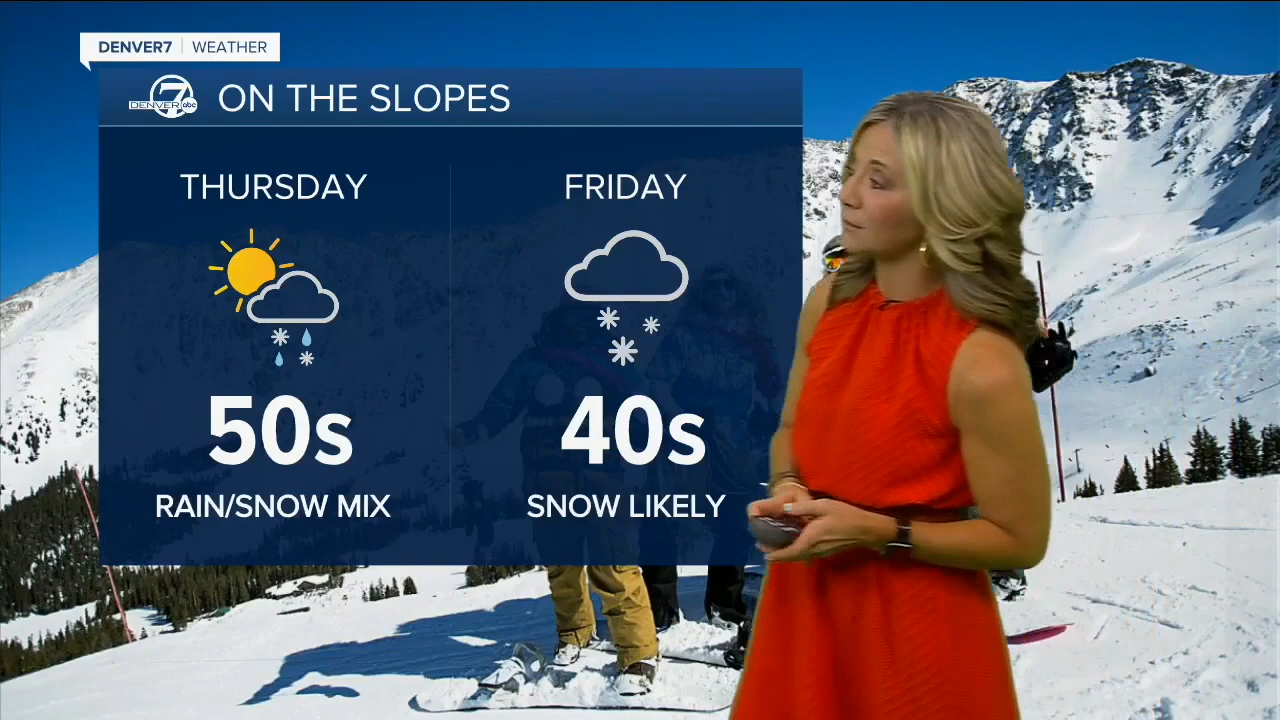 DENVER7 | WEATHER
7
DENVER abc
ON THE SLOPES
THURSDAY
FRIDAY
50s
40s
RAIN/SNOW MIX
SNOW LIKELY